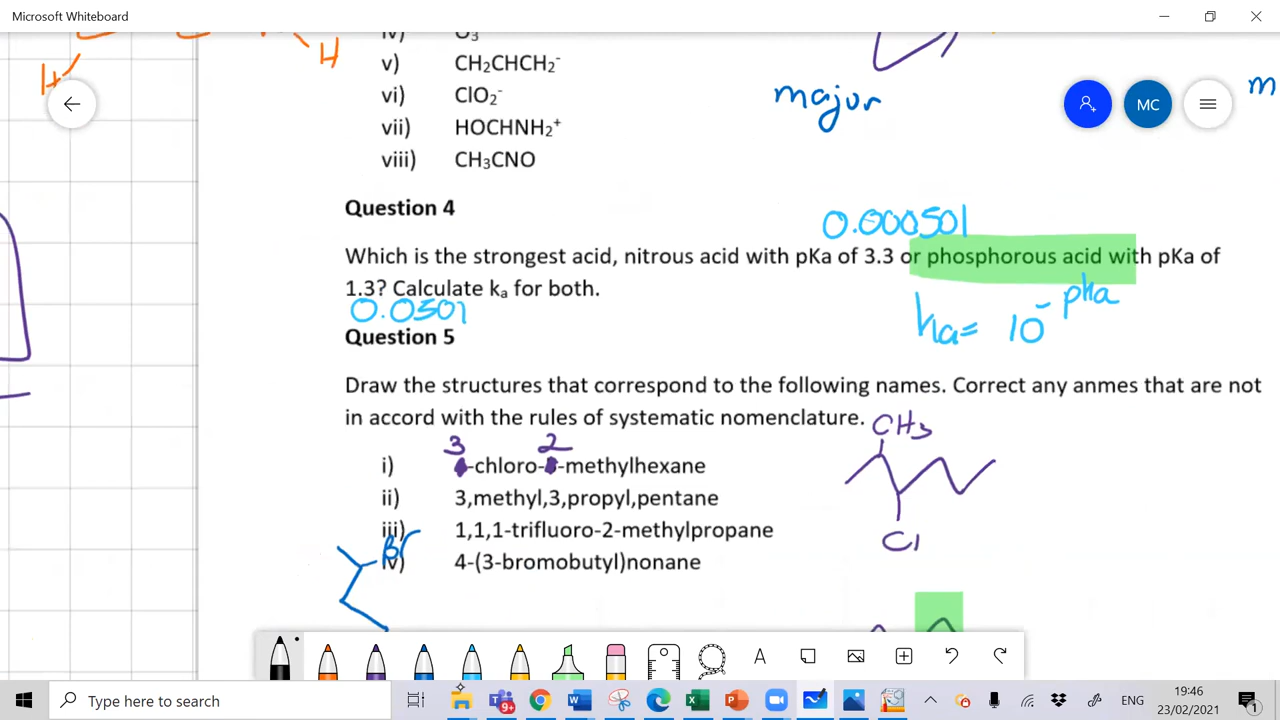 Microsoft Whiteboard
H
H
iv) O3
v) CH₂CHCH₂⁻
vi) ClO₂⁻
vii) HOCHNH₂⁺
viii) CH₃CNO
major
m
MC
Question 4
0.000501
Which is the strongest acid, nitrous acid with pKa of 3.3 or phosphorous acid with pKa of
1.3? Calculate kₐ for both.
0.0501
ka = 10^-pka
Question 5
Draw the structures that correspond to the following names. Correct any anmes that are not
in accord with the rules of systematic nomenclature.
CH3
3 2
i) -chloro- -methylhexane
ii) 3,methyl,3,propyl,pentane
iii) 1,1,1-trifluoro-2-methylpropane
Cl
Br
iv) 4-(3-bromobutyl)nonane
A
Type here to search
9+
ENG
19:46
23/02/2021
1